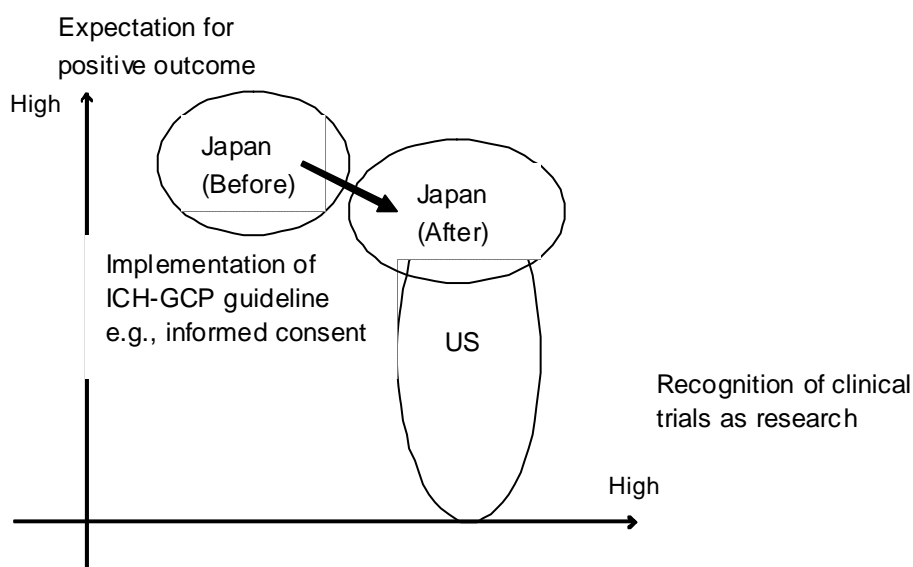 Expectation for
positive outcome
High
Japan
(Before)
Japan
(After)
Implementation of
ICH-GCP guideline
e.g., informed consent
US
Recognition of clinical
trials as research
High